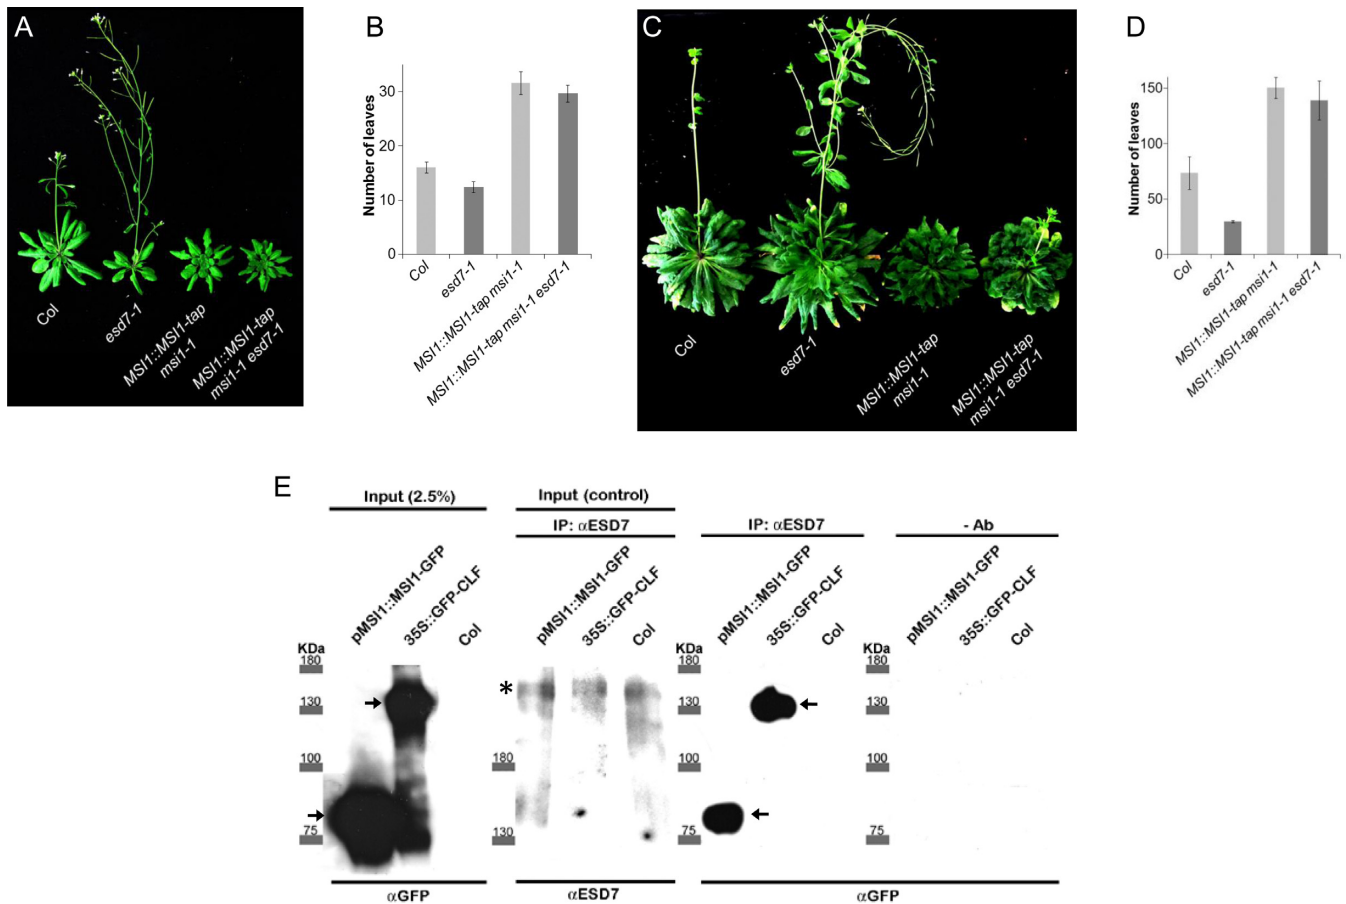 A
Col
esd7-1
MSI1::MSI1-tap
msi1-1
MSI1::MSI1-tap
msi1-1 esd7-1
B
Number of leaves
30
20
10
0
Col
esd7-1
MSI1::MSI1-tap msi1-1
MSI1::MSI1-tap msi1-1 esd7-1
C
Col
esd7-1
MSI1::MSI1-tap
msi1-1
MSI1::MSI1-tap
msi1-1 esd7-1
D
Number of leaves
150
100
50
0
Col
esd7-1
MSI1::MSI1-tap msi1-1
MSI1::MSI1-tap msi1-1 esd7-1
E
Input (2.5%)
Input (control)
IP: αESD7
IP: αESD7
- Ab
pMSI1::MSI1-GFP
35S::GFP-CLF
Col
pMSI1::MSI1-GFP
35S::GFP-CLF
Col
pMSI1::MSI1-GFP
35S::GFP-CLF
Col
pMSI1::MSI1-GFP
35S::GFP-CLF
Col
KDa
180
130
100
75
*
180
130
KDa
180
130
100
75
KDa
180
130
100
75
αGFP
αESD7
αGFP